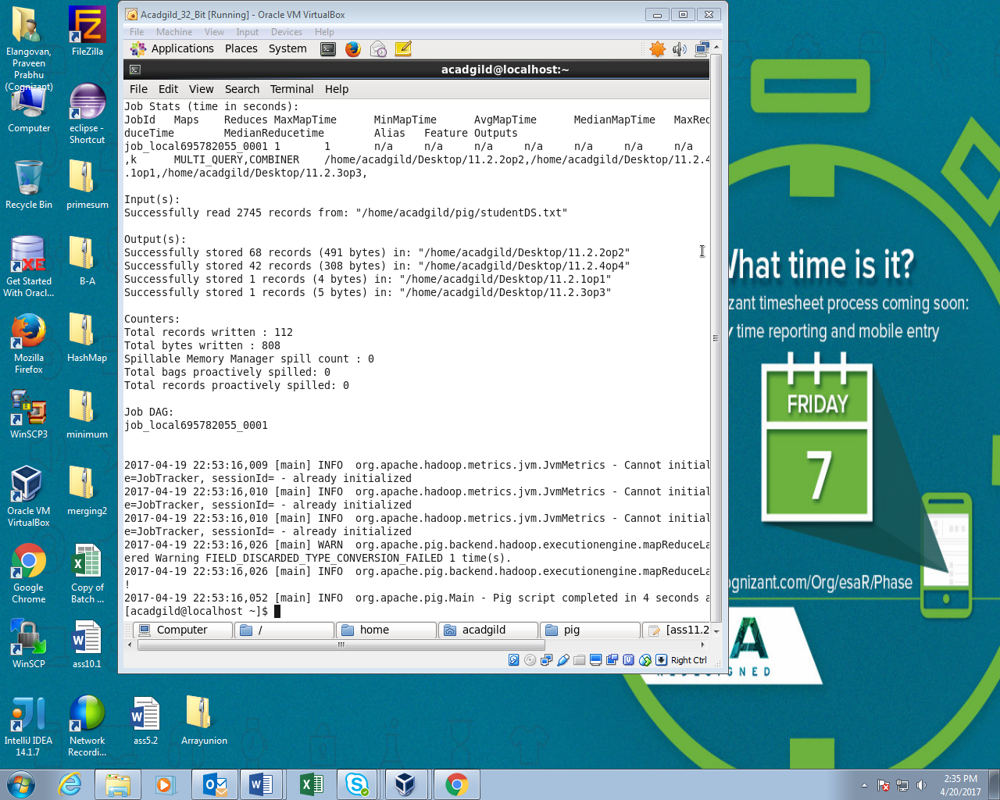 Acadgild_32_Bit [Running] - Oracle VM VirtualBox
File Machine View Input Devices Help
Applications Places System
acadgild@localhost:~
File Edit View Search Terminal Help
Job Stats (time in seconds):
JobId Maps Reduces MaxMapTime MinMapTime AvgMapTime MedianMapTime MaxRed
duceTime MedianReducetime Alias Feature Outputs
job_local695782055_0001 1 1 n/a n/a n/a n/a n/a n/a n/a
,k MULTI_QUERY,COMBINER /home/acadgild/Desktop/11.2.2op2,/home/acadgild/Desktop/11.2.4
.1op1,/home/acadgild/Desktop/11.2.3op3,
Input(s):
Successfully read 2745 records from: "/home/acadgild/pig/studentDS.txt"
Output(s):
Successfully stored 68 records (491 bytes) in: "/home/acadgild/Desktop/11.2.2op2"
Successfully stored 42 records (308 bytes) in: "/home/acadgild/Desktop/11.2.4op4"
Successfully stored 1 records (4 bytes) in: "/home/acadgild/Desktop/11.2.1op1"
Successfully stored 1 records (5 bytes) in: "/home/acadgild/Desktop/11.2.3op3"
Counters:
Total records written : 112
Total bytes written : 808
Spillable Memory Manager spill count : 0
Total bags proactively spilled: 0
Total records proactively spilled: 0
Job DAG:
job_local695782055_0001
2017-04-19 22:53:16,009 [main] INFO org.apache.hadoop.metrics.jvm.JvmMetrics - Cannot initial
e=JobTracker, sessionId= - already initialized
2017-04-19 22:53:16,010 [main] INFO org.apache.hadoop.metrics.jvm.JvmMetrics - Cannot initial
e=JobTracker, sessionId= - already initialized
2017-04-19 22:53:16,010 [main] INFO org.apache.hadoop.metrics.jvm.JvmMetrics - Cannot initial
e=JobTracker, sessionId= - already initialized
2017-04-19 22:53:16,026 [main] WARN org.apache.pig.backend.hadoop.executionengine.mapReduceLa
ered Warning FIELD_DISCARDED_TYPE_CONVERSION_FAILED 1 time(s).
2017-04-19 22:53:16,026 [main] INFO org.apache.pig.backend.hadoop.executionengine.mapReduceLa
!
2017-04-19 22:53:16,052 [main] INFO org.apache.pig.Main - Pig script completed in 4 seconds a
[acadgild@localhost ~]$
Computer / home acadgild pig [ass11.2
Right Ctrl
Elangovan,
Praveen
Prabhu
(Cognizant)
FileZilla
Computer
eclipse -
Shortcut
Recycle Bin
primesum
Get Started
With Oracl...
B-A
Mozilla
Firefox
HashMap
WinSCP3
minimum
Oracle VM
VirtualBox
merging2
Google
Chrome
Copy of
Batch ...
WinSCP
ass10.1
IntelliJ IDEA
14.1.7
Network
Recordi...
ass5.2
Arrayunion
What time is it?
zant timesheet process coming soon:
time reporting and mobile entry
FRIDAY
7
ognizant.com/Org/esaR/Phase
A
REDESIGNED
2:35 PM
4/20/2017